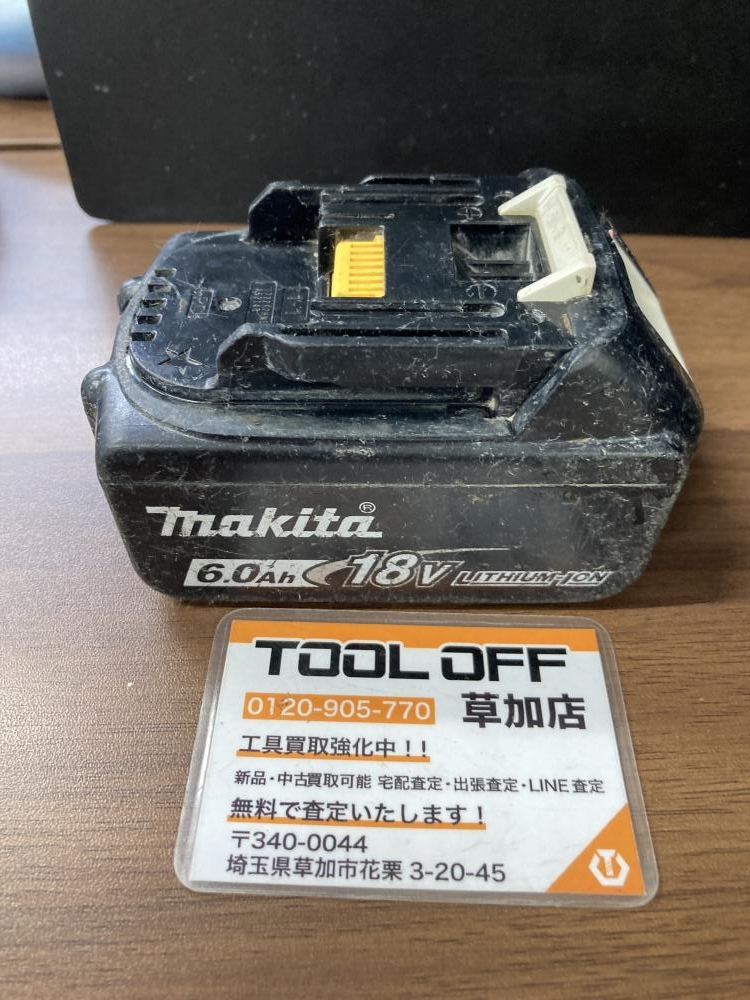 makita®
6.0Ah 18V LITHIUM-ION
TOOL OFF
0120-905-770 草加店
工具買取強化中！！
新品・中古買取可能 宅配査定・出張査定・LINE査定
無料で査定いたします！
〒340-0044
埼玉県草加市花栗 3-20-45